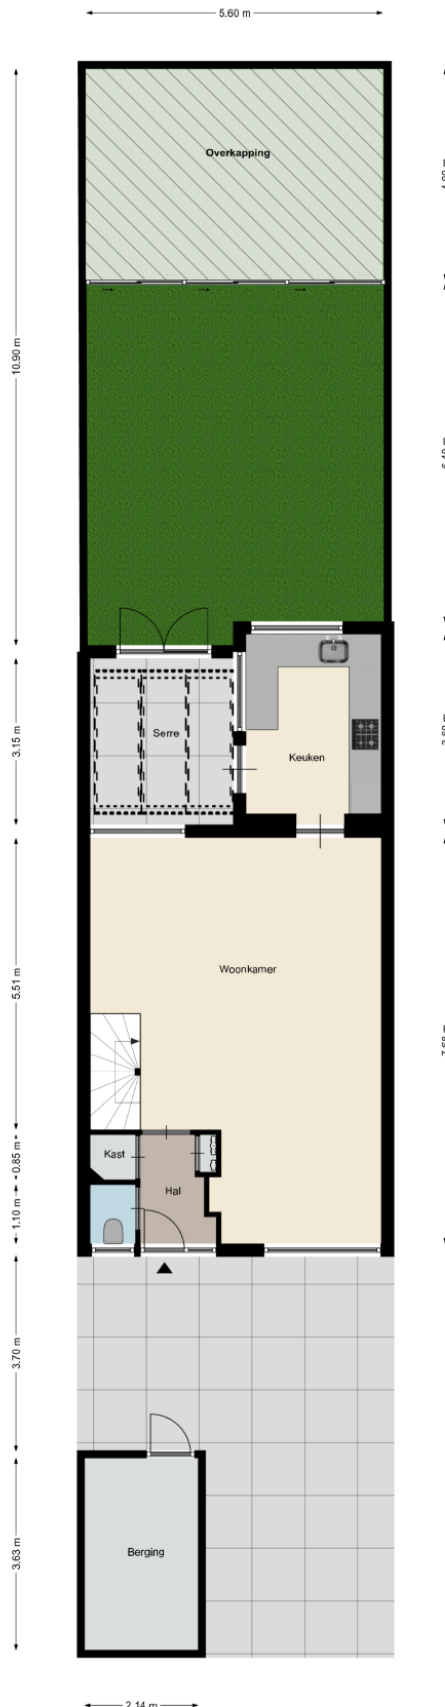 5.60 m
Overkapping
10.90 m
Serre
Keuken
3.15 m
Woonkamer
5.51 m
Kast
0.85 m
Hal
1.10 m
3.70 m
Berging
3.63 m
2.14 m